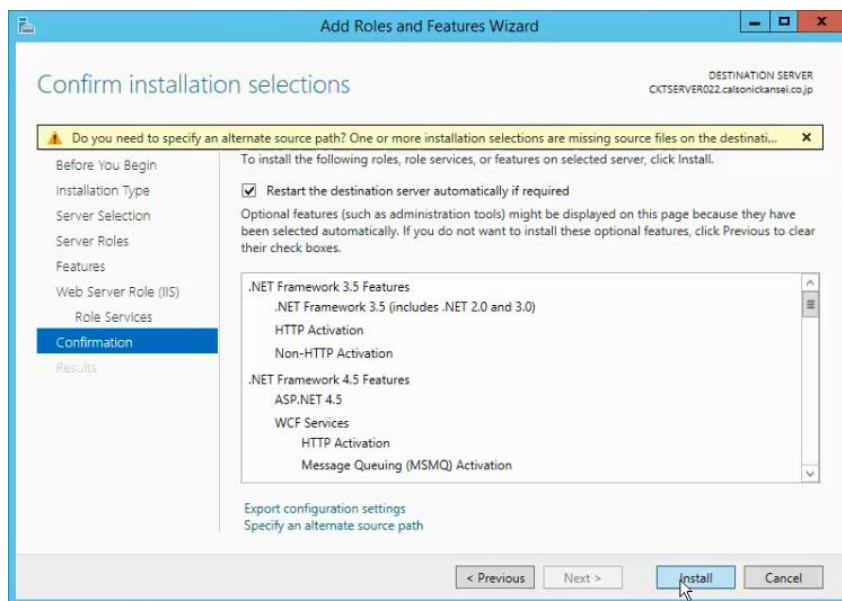 Add Roles and Features Wizard
Confirm installation selections
DESTINATION SERVER
CKTSERVER022.calsonickansei.co.jp
Do you need to specify an alternate source path? One or more installation selections are missing source files on the destinati...
Before You Begin
Installation Type
Server Selection
Server Roles
Features
Web Server Role (IIS)
Role Services
Confirmation
Results
To install the following roles, role services, or features on selected server, click Install.
Restart the destination server automatically if required
Optional features (such as administration tools) might be displayed on this page because they have
been selected automatically. If you do not want to install these optional features, click Previous to clear
their check boxes.
.NET Framework 3.5 Features
.NET Framework 3.5 (includes .NET 2.0 and 3.0)
HTTP Activation
Non-HTTP Activation
.NET Framework 4.5 Features
ASP.NET 4.5
WCF Services
HTTP Activation
Message Queuing (MSMQ) Activation
Export configuration settings
Specify an alternate source path
< Previous
Next >
Install
Cancel